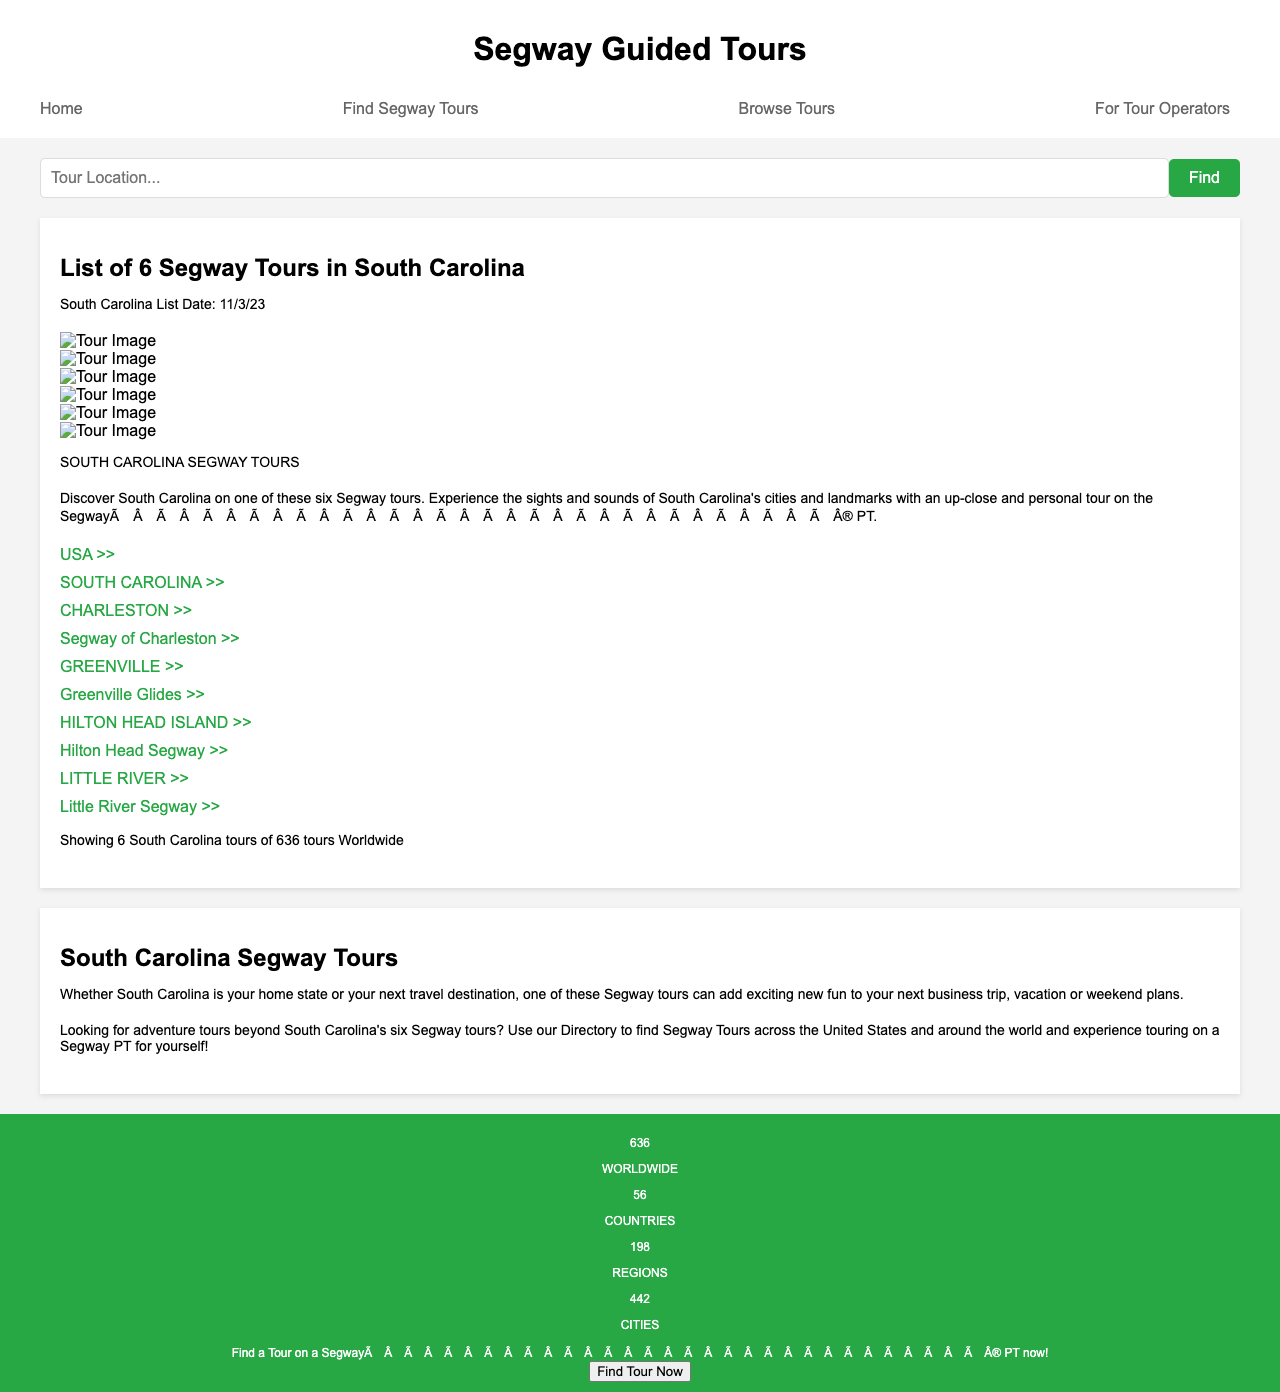 Segway Guided Tours
Home Find Segway Tours Browse Tours For Tour Operators
Tour Location... Find
List of 6 Segway Tours in South Carolina
South Carolina List Date: 11/3/23
Tour Image
Tour Image
Tour Image
Tour Image
Tour Image
Tour Image
SOUTH CAROLINA SEGWAY TOURS
Discover South Carolina on one of these six Segway tours. Experience the sights and sounds of South Carolina's cities and landmarks with an up-close and personal tour on the
SegwayÃ Â Ã Â Ã Â Ã Â Ã Â Ã Â Ã Â Ã Â Ã Â Ã Â Ã Â Ã Â Ã Â Ã Â Ã Â Ã Â® PT.
USA >>
SOUTH CAROLINA >>
CHARLESTON >>
Segway of Charleston >>
GREENVILLE >>
Greenville Glides >>
HILTON HEAD ISLAND >>
Hilton Head Segway >>
LITTLE RIVER >>
Little River Segway >>
Showing 6 South Carolina tours of 636 tours Worldwide
South Carolina Segway Tours
Whether South Carolina is your home state or your next travel destination, one of these Segway tours can add exciting new fun to your next business trip, vacation or weekend plans.
Looking for adventure tours beyond South Carolina's six Segway tours? Use our Directory to find Segway Tours across the United States and around the world and experience touring on a
Segway PT for yourself!
636
WORLDWIDE
56
COUNTRIES
198
REGIONS
442
CITIES
Find a Tour on a SegwayÃ Â Ã Â Ã Â Ã Â Ã Â Ã Â Ã Â Ã Â Ã Â Ã Â Ã Â Ã Â Ã Â Ã Â Ã Â Ã Â® PT now!
Find Tour Now